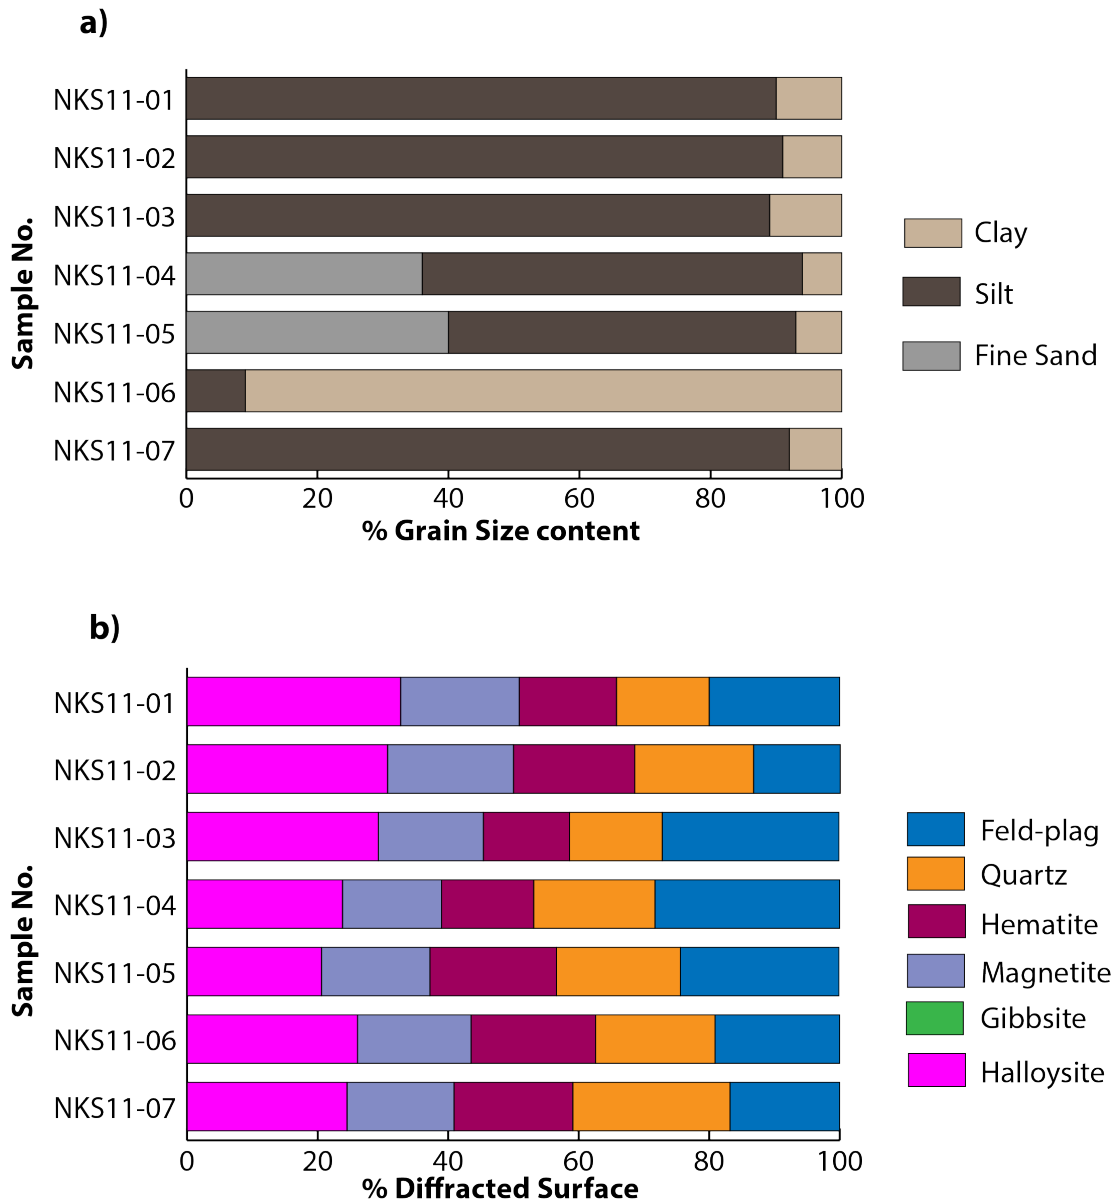 a)
NKS11-01
NKS11-02
NKS11-03
NKS11-04
NKS11-05
NKS11-06
NKS11-07
Sample No.
0 20 40 60 80 100
% Grain Size content
Clay
Silt
Fine Sand
b)
NKS11-01
NKS11-02
NKS11-03
NKS11-04
NKS11-05
NKS11-06
NKS11-07
Sample No.
0 20 40 60 80 100
% Diffracted Surface
Feld-plag
Quartz
Hematite
Magnetite
Gibbsite
Halloysite